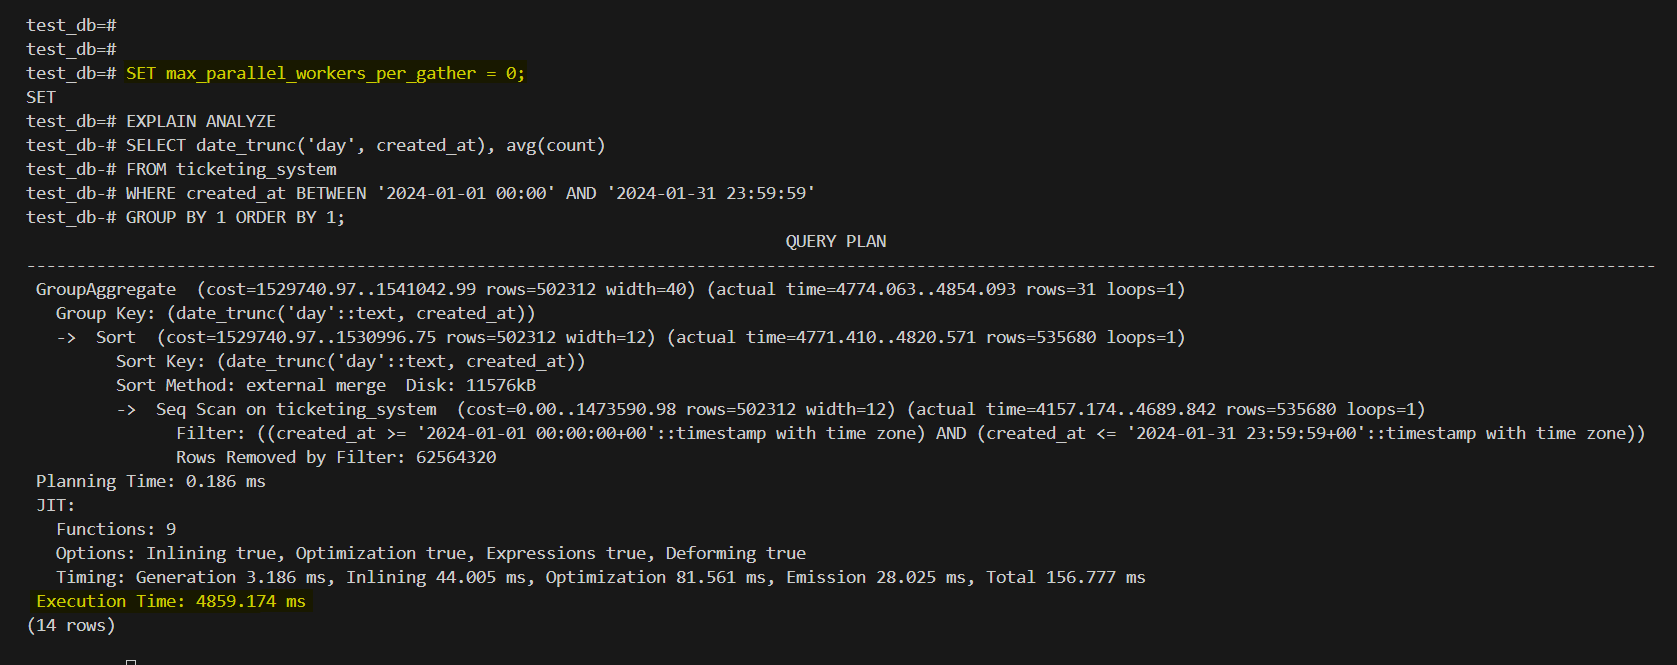 test_db=#
test_db=#
test_db=# SET max_parallel_workers_per_gather = 0;
SET
test_db=# EXPLAIN ANALYZE
test_db-# SELECT date_trunc('day', created_at), avg(count)
test_db-# FROM ticketing_system
test_db-# WHERE created_at BETWEEN '2024-01-01 00:00' AND '2024-01-31 23:59:59'
test_db-# GROUP BY 1 ORDER BY 1;
QUERY PLAN
-------------------------------------------------------------------------------------------------------------------------------------------------------------------
GroupAggregate  (cost=1529740.97..1541042.99 rows=502312 width=40) (actual time=4774.063..4854.093 rows=31 loops=1)
Group Key: (date_trunc('day'::text, created_at))
->  Sort  (cost=1529740.97..1530996.75 rows=502312 width=12) (actual time=4771.410..4820.571 rows=535680 loops=1)
Sort Key: (date_trunc('day'::text, created_at))
Sort Method: external merge  Disk: 11576kB
->  Seq Scan on ticketing_system  (cost=0.00..1473590.98 rows=502312 width=12) (actual time=4157.174..4689.842 rows=535680 loops=1)
Filter: ((created_at >= '2024-01-01 00:00:00+00'::timestamp with time zone) AND (created_at <= '2024-01-31 23:59:59+00'::timestamp with time zone))
Rows Removed by Filter: 62564320
Planning Time: 0.186 ms
JIT:
Functions: 9
Options: Inlining true, Optimization true, Expressions true, Deforming true
Timing: Generation 3.186 ms, Inlining 44.005 ms, Optimization 81.561 ms, Emission 28.025 ms, Total 156.777 ms
Execution Time: 4859.174 ms
(14 rows)